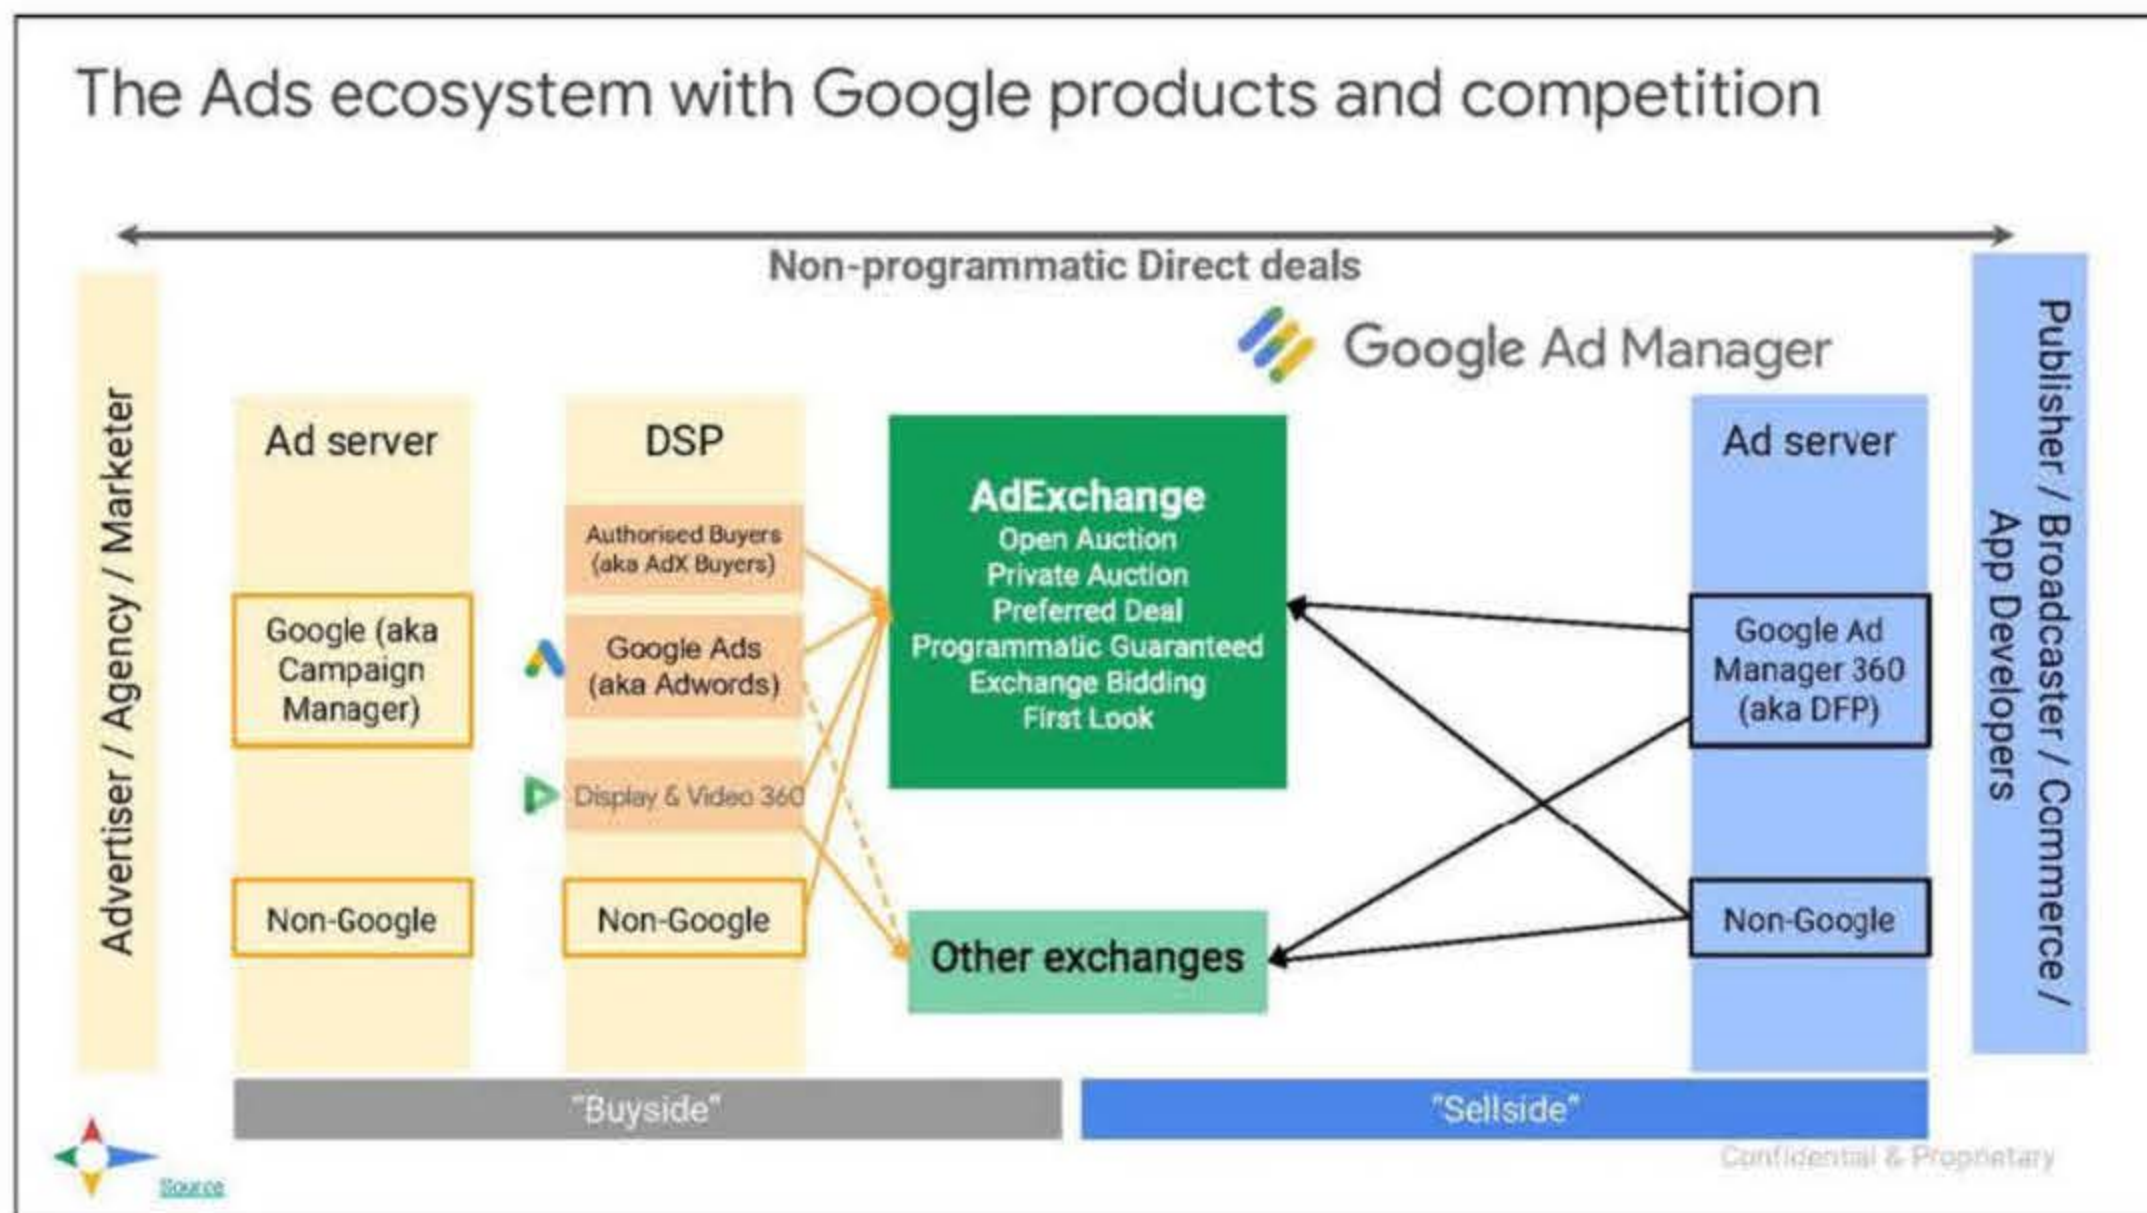 The Ads ecosystem with Google products and competition
Non-programmatic Direct deals
Google Ad Manager
Advertiser / Agency / Marketer
Ad server
Google (aka
Campaign
Manager)
Non-Google
DSP
Authorised Buyers
(aka AdX Buyers)
Google Ads
(aka Adwords)
Display & Video 360
Non-Google
AdExchange
Open Auction
Private Auction
Preferred Deal
Programmatic Guaranteed
Exchange Bidding
First Look
Other exchanges
Ad server
Google Ad
Manager 360
(aka DFP)
Non-Google
Publisher / Broadcaster / Commerce /
App Developers
"Buyside"
"Sellside"
Confidential & Proprietary
Source